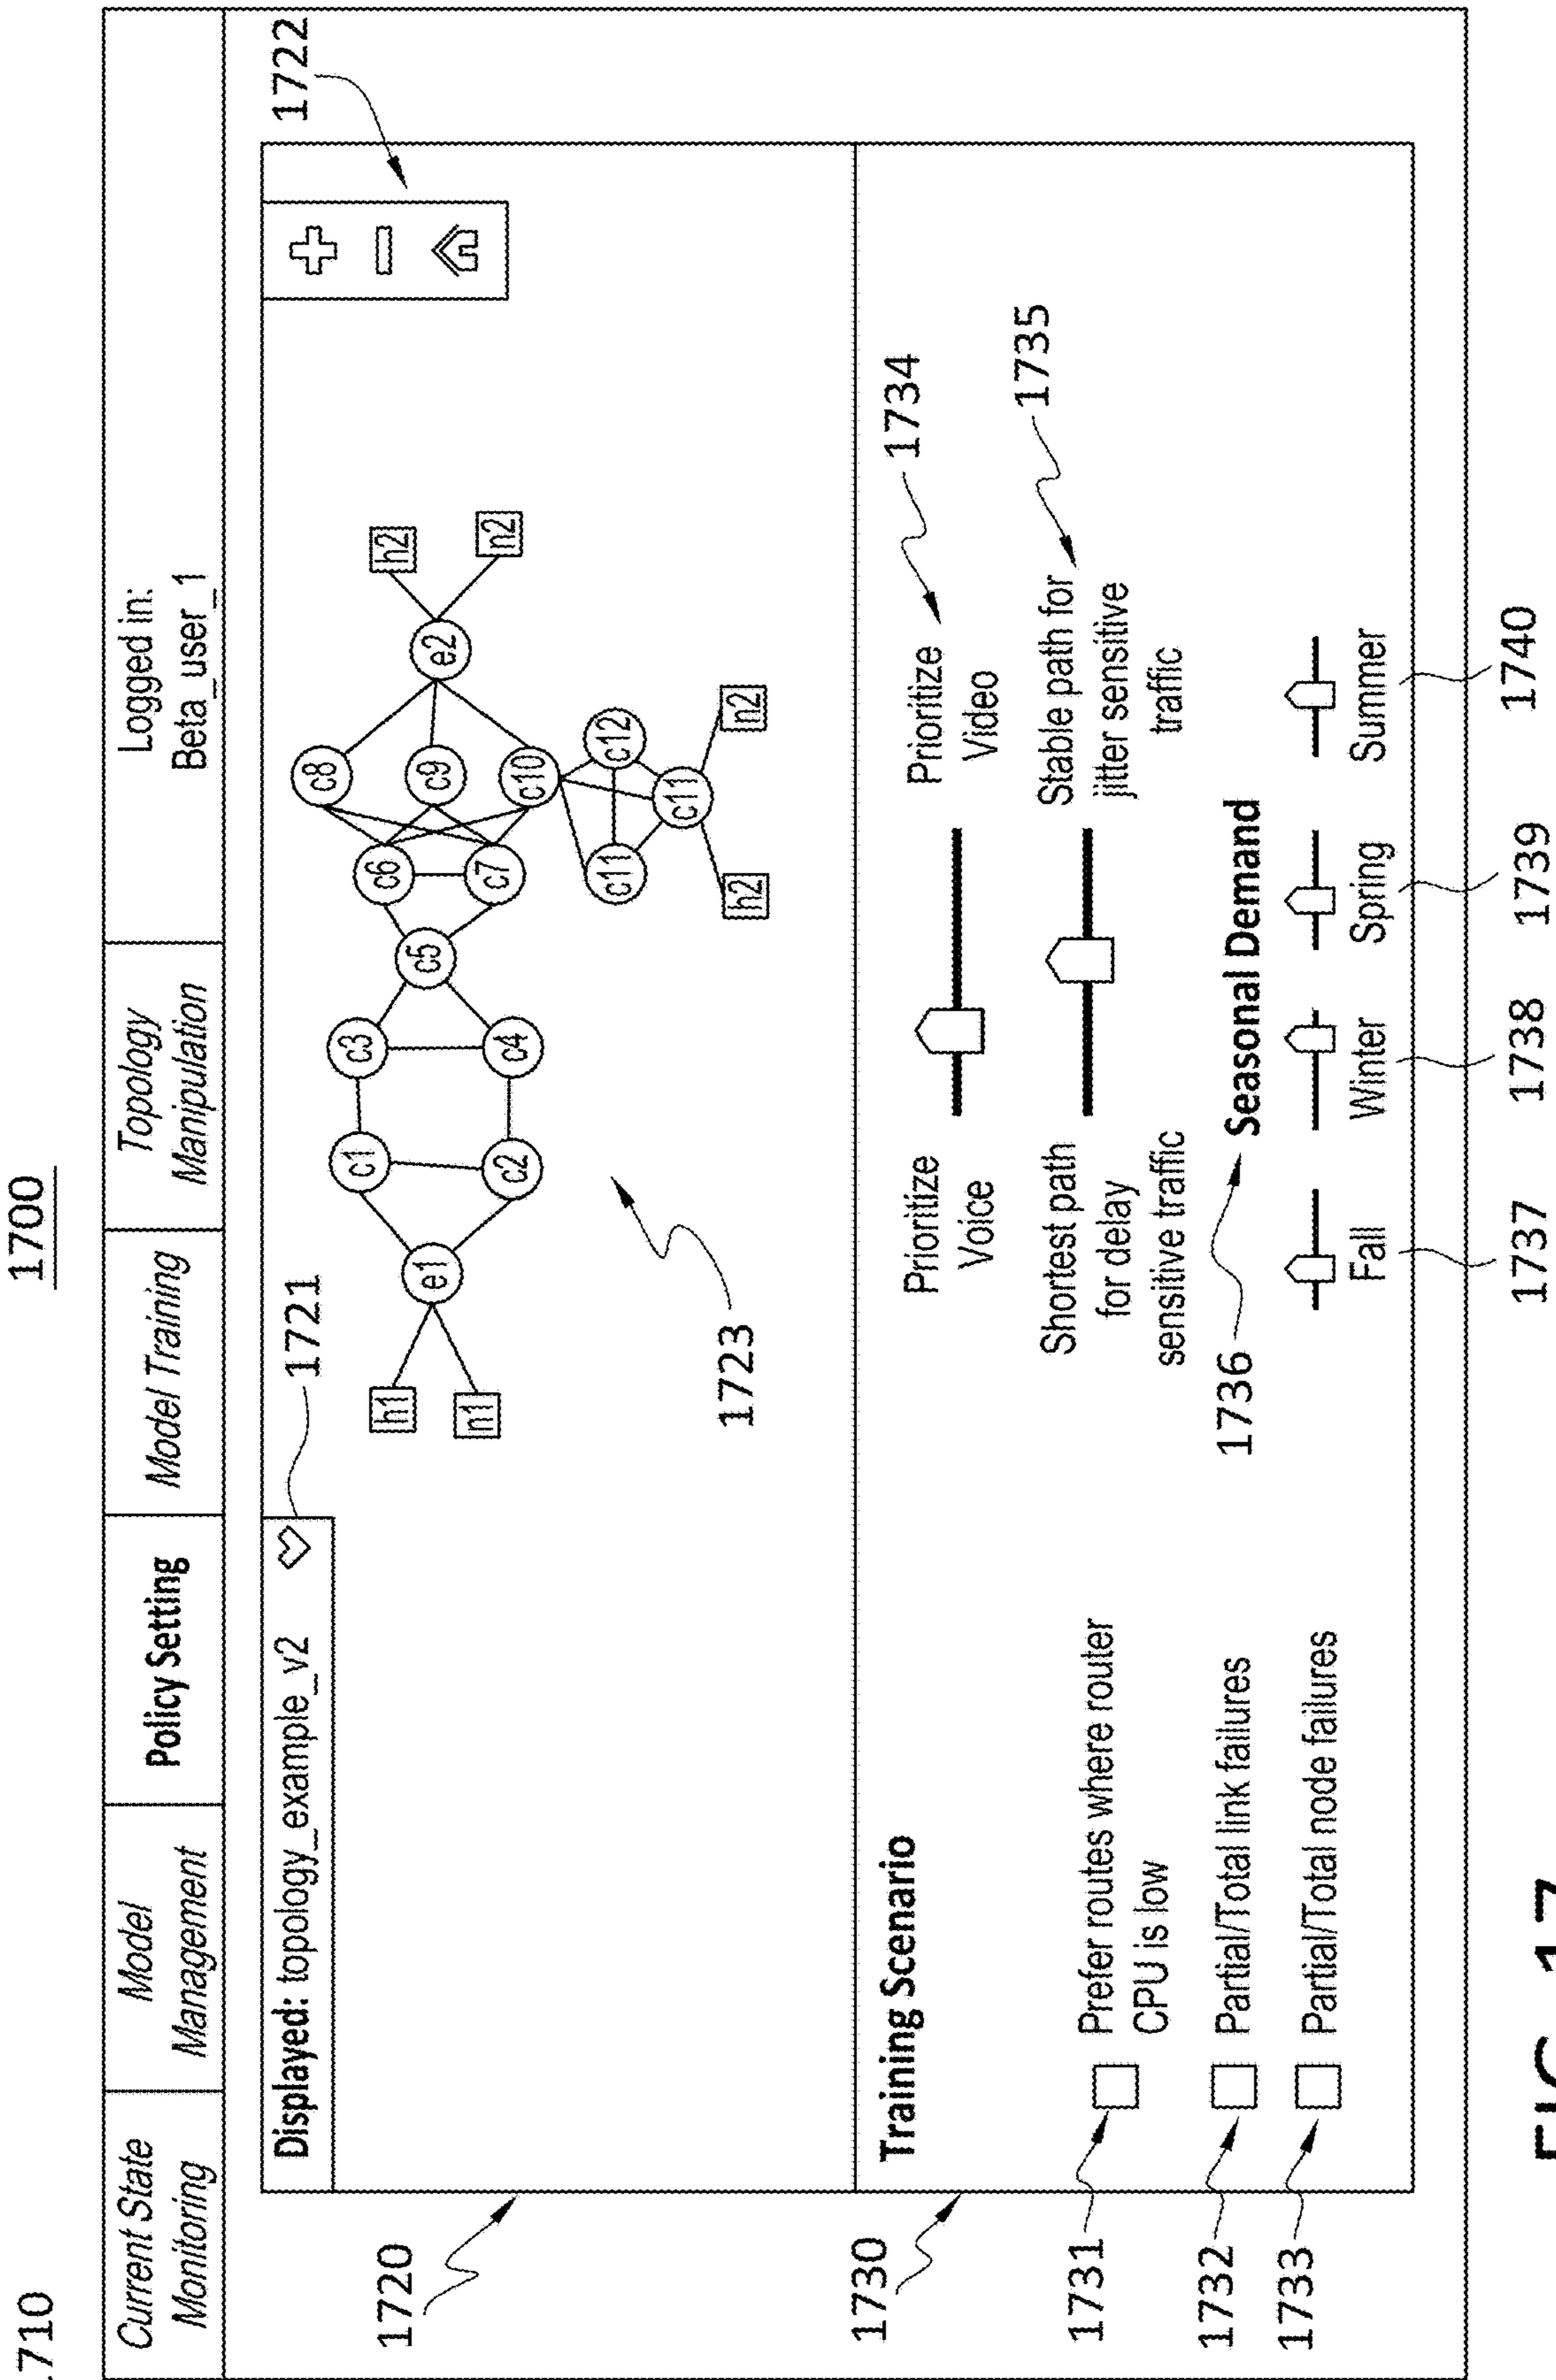 1700
1710
Current State
Monitoring
Model
Management
Policy Setting
Model Training
Topology
Manipulation
Logged in:
Beta_user_1
1720
Displayed: topology_example_v2
1721
1722
h1
n1
e1
c1
c2
c3
c4
c5
c6
c7
c8
c9
c10
e2
h2
n2
c11
c12
c11
h2
n2
1723
1730
Training Scenario
1731
Prefer routes where router
CPU is low
1732
Partial/Total link failures
1733
Partial/Total node failures
Prioritize
Voice
Prioritize
Video
1734
Shortest path
for delay
sensitive traffic
Stable path for
jitter sensitive
traffic
1735
1736
Seasonal Demand
Fall
Winter
Spring
Summer
1737
1738
1739
1740
FIG. 17